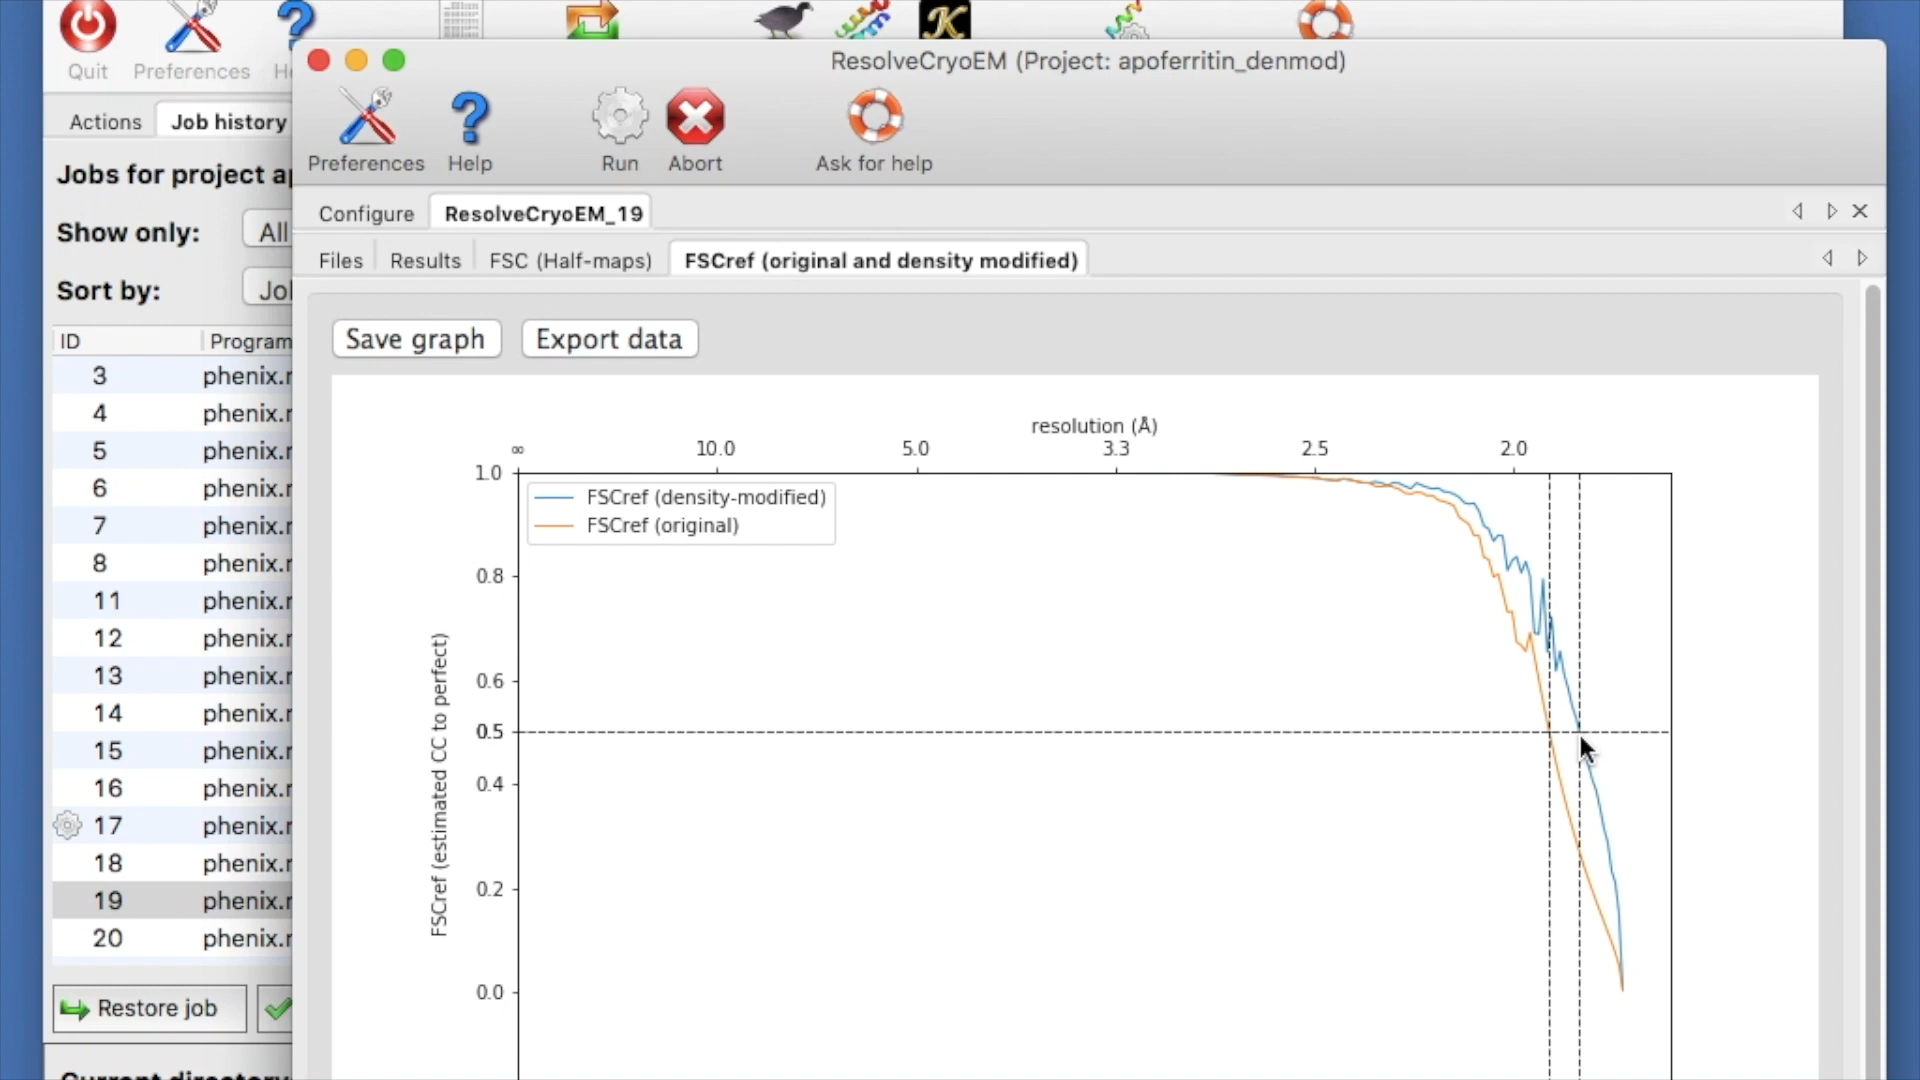 Quit
Preferences
ResolveCryoEM (Project: apoferritin_denmod)
Preferences
Help
Run
Abort
Ask for help
Actions
Job history
Configure
ResolveCryoEM_19
Jobs for project
Show only:
All
Files
Results
FSC (Half-maps)
FSCref (original and density modified)
Sort by:
Save graph
Export data
ID
Program
3 phenix.r
4 phenix.r
5 phenix.r
6 phenix.r
7 phenix.r
8 phenix.r
11 phenix.r
12 phenix.r
13 phenix.r
14 phenix.r
15 phenix.r
16 phenix.r
17 phenix.r
18 phenix.r
19 phenix.r
20 phenix.r
Restore job
Current directory
resolution (Å)
∞ 10.0 5.0 3.3 2.5 2.0
FSCref (density-modified)
FSCref (original)
FSCref (estimated CC to perfect)
1.0
0.8
0.6
0.5
0.4
0.2
0.0